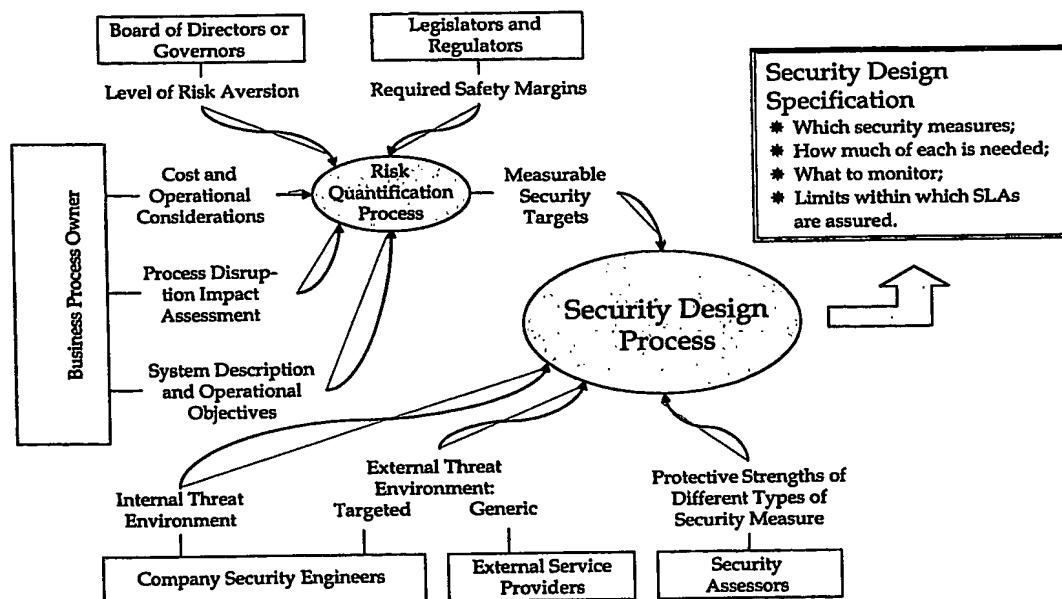 Board of Directors or
Governors
Legislators and
Regulators
Level of Risk Aversion
Required Safety Margins
Security Design
Specification
✷ Which security measures;
✷ How much of each is needed;
✷ What to monitor;
✷ Limits within which SLAs
are assured.
Business Process Owner
Cost and
Operational
Considerations
Risk
Quantification
Process
Measurable
Security
Targets
Process Disrup-
tion Impact
Assessment
Security Design
Process
System Description
and Operational
Objectives
Internal Threat
Environment
External Threat
Environment:
Targeted
Generic
Protective Strengths of
Different Types of
Security Measure
Company Security Engineers
External Service
Providers
Security
Assessors